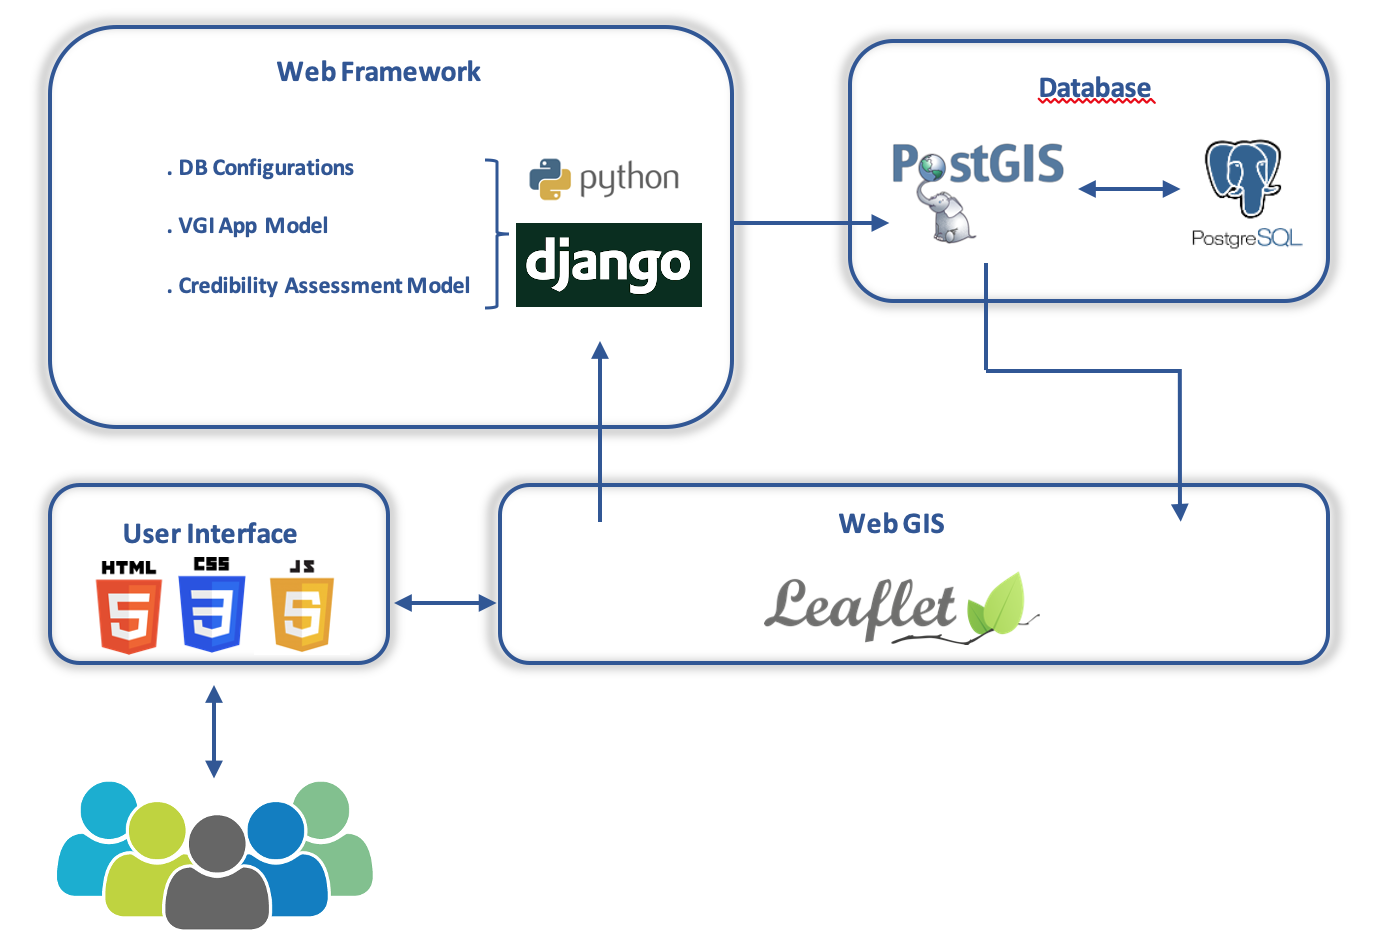 Web Framework
. DB Configurations
. VGI App Model
. Credibility Assessment Model
python
django
Database
PostGIS
PostgreSQL
User Interface
HTML
CSS
JS
5
3
5
Web GIS
Leaflet